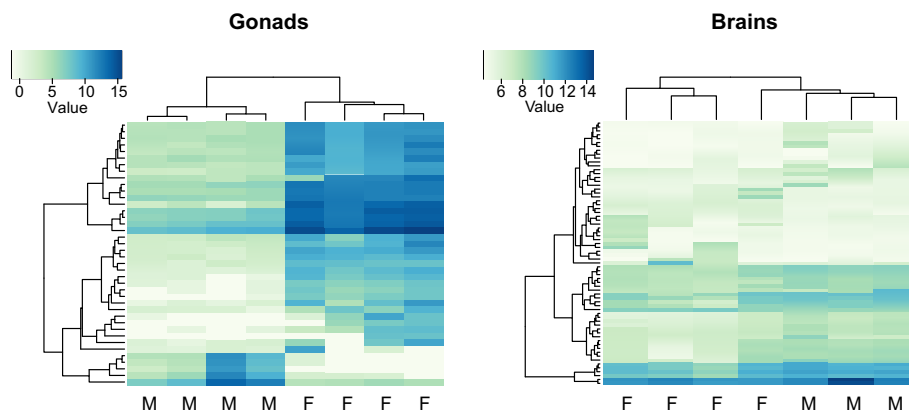 Gonads
Brains
0 5 10 15
Value
6 8 10 12 14
Value
M M M M F F F F
F F F F M M M